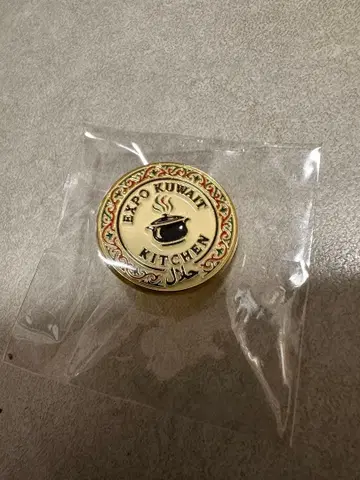 EXPO KUWAIT
KITCHEN
حلال